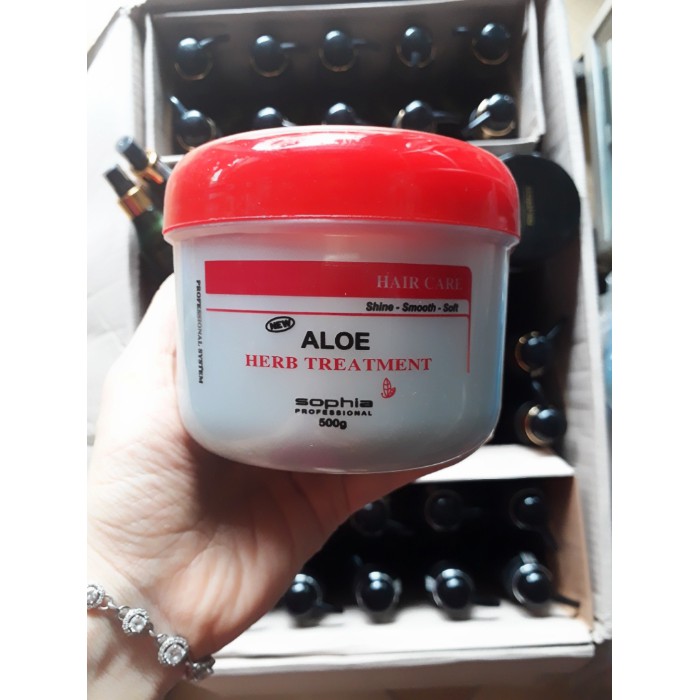 HAIR CARE
Shine - Smooth - Soft
NEW
ALOE
HERB TREATMENT
sophia
PROFESSIONAL
500g
PROFESSIONAL SYSTEM